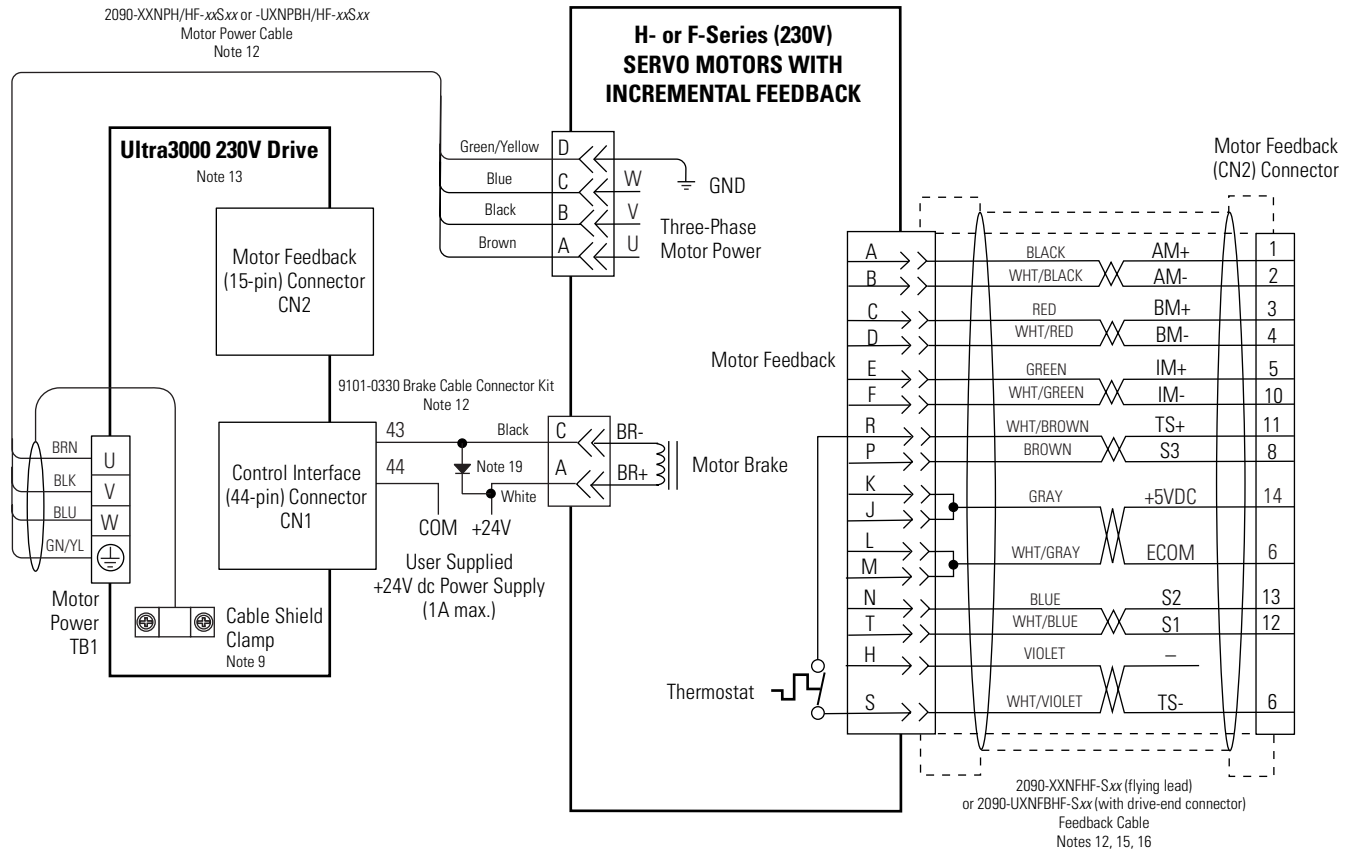 2090-XXNPH/HF-xxSxx or -UXNPBH/HF-xxSxx
Motor Power Cable
Note 12
H- or F-Series (230V)
SERVO MOTORS WITH
INCREMENTAL FEEDBACK
Ultra3000 230V Drive
Note 13
Motor Feedback
(15-pin) Connector
CN2
Control Interface
(44-pin) Connector
CN1
BRN
BLK
BLU
GN/YL
U
V
W
Motor
Power
TB1
Cable Shield
Clamp
Note 9
Green/Yellow
Blue
Black
Brown
D
C
B
A
W
V
U
GND
Three-Phase
Motor Power
9101-0330 Brake Cable Connector Kit
Note 12
43
44
Black
Note 19
White
COM +24V
User Supplied
+24V dc Power Supply
(1A max.)
C
A
BR-
BR+
Motor Brake
Motor Feedback
Thermostat
Motor Feedback
(CN2) Connector
A BLACK AM+ 1
B WHT/BLACK AM- 2
C RED BM+ 3
D WHT/RED BM- 4
E GREEN IM+ 5
F WHT/GREEN IM- 10
R WHT/BROWN TS+ 11
P BROWN S3 8
K GRAY +5VDC 14
J
L WHT/GRAY ECOM 6
M
N BLUE S2 13
T WHT/BLUE S1 12
H VIOLET –
S WHT/VIOLET TS- 6
2090-XXNFHF-Sxx (flying lead)
or 2090-UXNFBHF-Sxx (with drive-end connector)
Feedback Cable
Notes 12, 15, 16